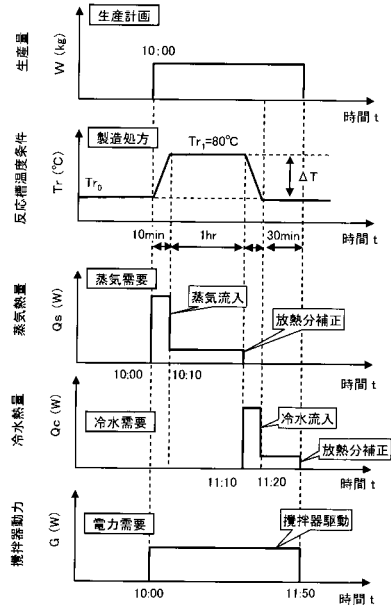 生産計画
10:00
生産量
W (kg)
時間 t
製造処方
反応槽温度条件
Tr (℃)
Tr₁=80℃
Tr₀
ΔT
時間 t
10min
1hr
30min
蒸気需要
蒸気流入
蒸気熱量
Qs (W)
放熱分補正
10:00
10:10
時間 t
冷水熱量
Qc (W)
冷水需要
冷水流入
放熱分補正
11:10
11:20
時間 t
攪拌器動力
G (W)
電力需要
攪拌器駆動
10:00
11:50
時間 t